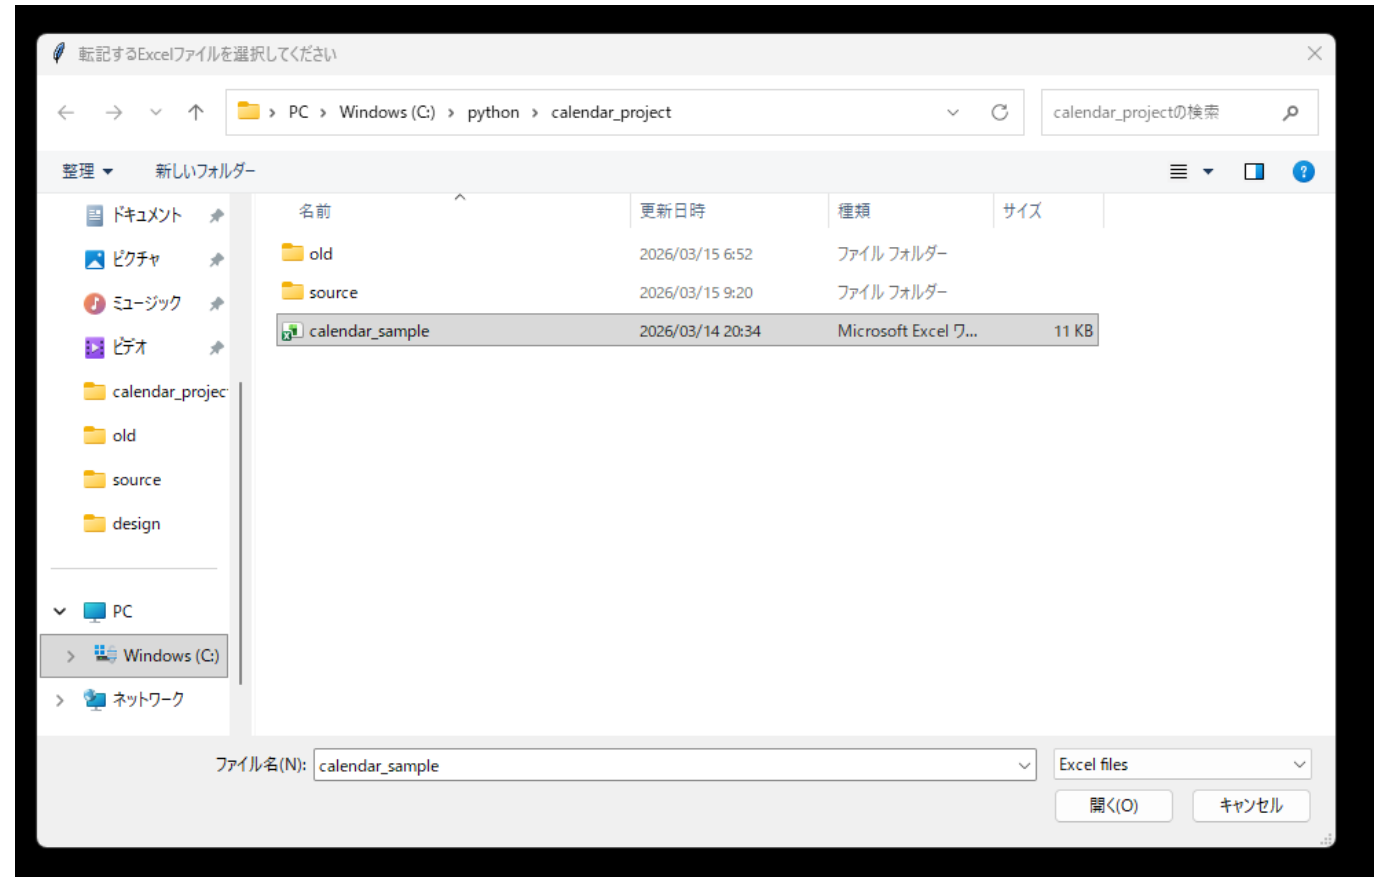 転記するExcelファイルを選択してください
PC > Windows (C:) > python > calendar_project
calendar_projectの検索
整理
新しいフォルダー
ドキュメント
ピクチャ
ミュージック
ビデオ
calendar_projec
old
source
design
PC
Windows (C:)
ネットワーク
名前 更新日時 種類 サイズ
old 2026/03/15 6:52 ファイル フォルダー
source 2026/03/15 9:20 ファイル フォルダー
calendar_sample 2026/03/14 20:34 Microsoft Excel ワ... 11 KB
ファイル名(N): calendar_sample
Excel files
開く(O)
キャンセル